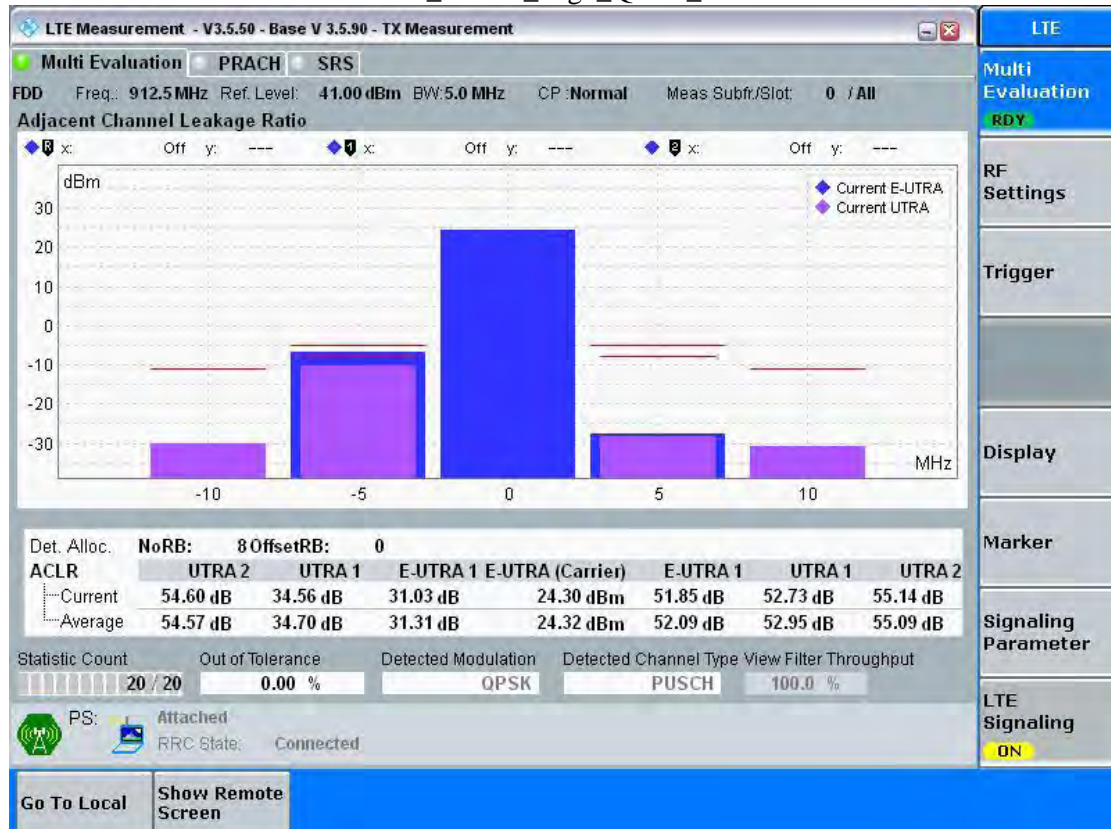 LTE Measurement - V3.5.50 - Base V 3.5.90 - TX Measurement
LTE
Multi Evaluation PRACH SRS
Multi Evaluation
RDY
FDD Freq.: 912.5 MHz Ref. Level: 41.00 dBm BW: 5.0 MHz CP :Normal Meas Subfr./Slot: 0 / All
Adjacent Channel Leakage Ratio
R x: Off y: --- 1 x: Off y: --- 2 x: Off y: ---
dBm
Current E-UTRA
Current UTRA
30
20
10
0
-10
-20
-30
MHz
-10 -5 0 5 10
RF Settings
Trigger
Display
Marker
Signaling Parameter
LTE Signaling
ON
Det. Alloc. NoRB: 8 OffsetRB: 0
ACLR UTRA 2 UTRA 1 E-UTRA 1 E-UTRA (Carrier) E-UTRA 1 UTRA 1 UTRA 2
Current 54.60 dB 34.56 dB 31.03 dB 24.30 dBm 51.85 dB 52.73 dB 55.14 dB
Average 54.57 dB 34.70 dB 31.31 dB 24.32 dBm 52.09 dB 52.95 dB 55.09 dB
Statistic Count Out of Tolerance Detected Modulation Detected Channel Type View Filter Throughput
20 / 20 0.00 % QPSK PUSCH 100.0 %
PS: Attached
RRC State: Connected
Go To Local Show Remote Screen